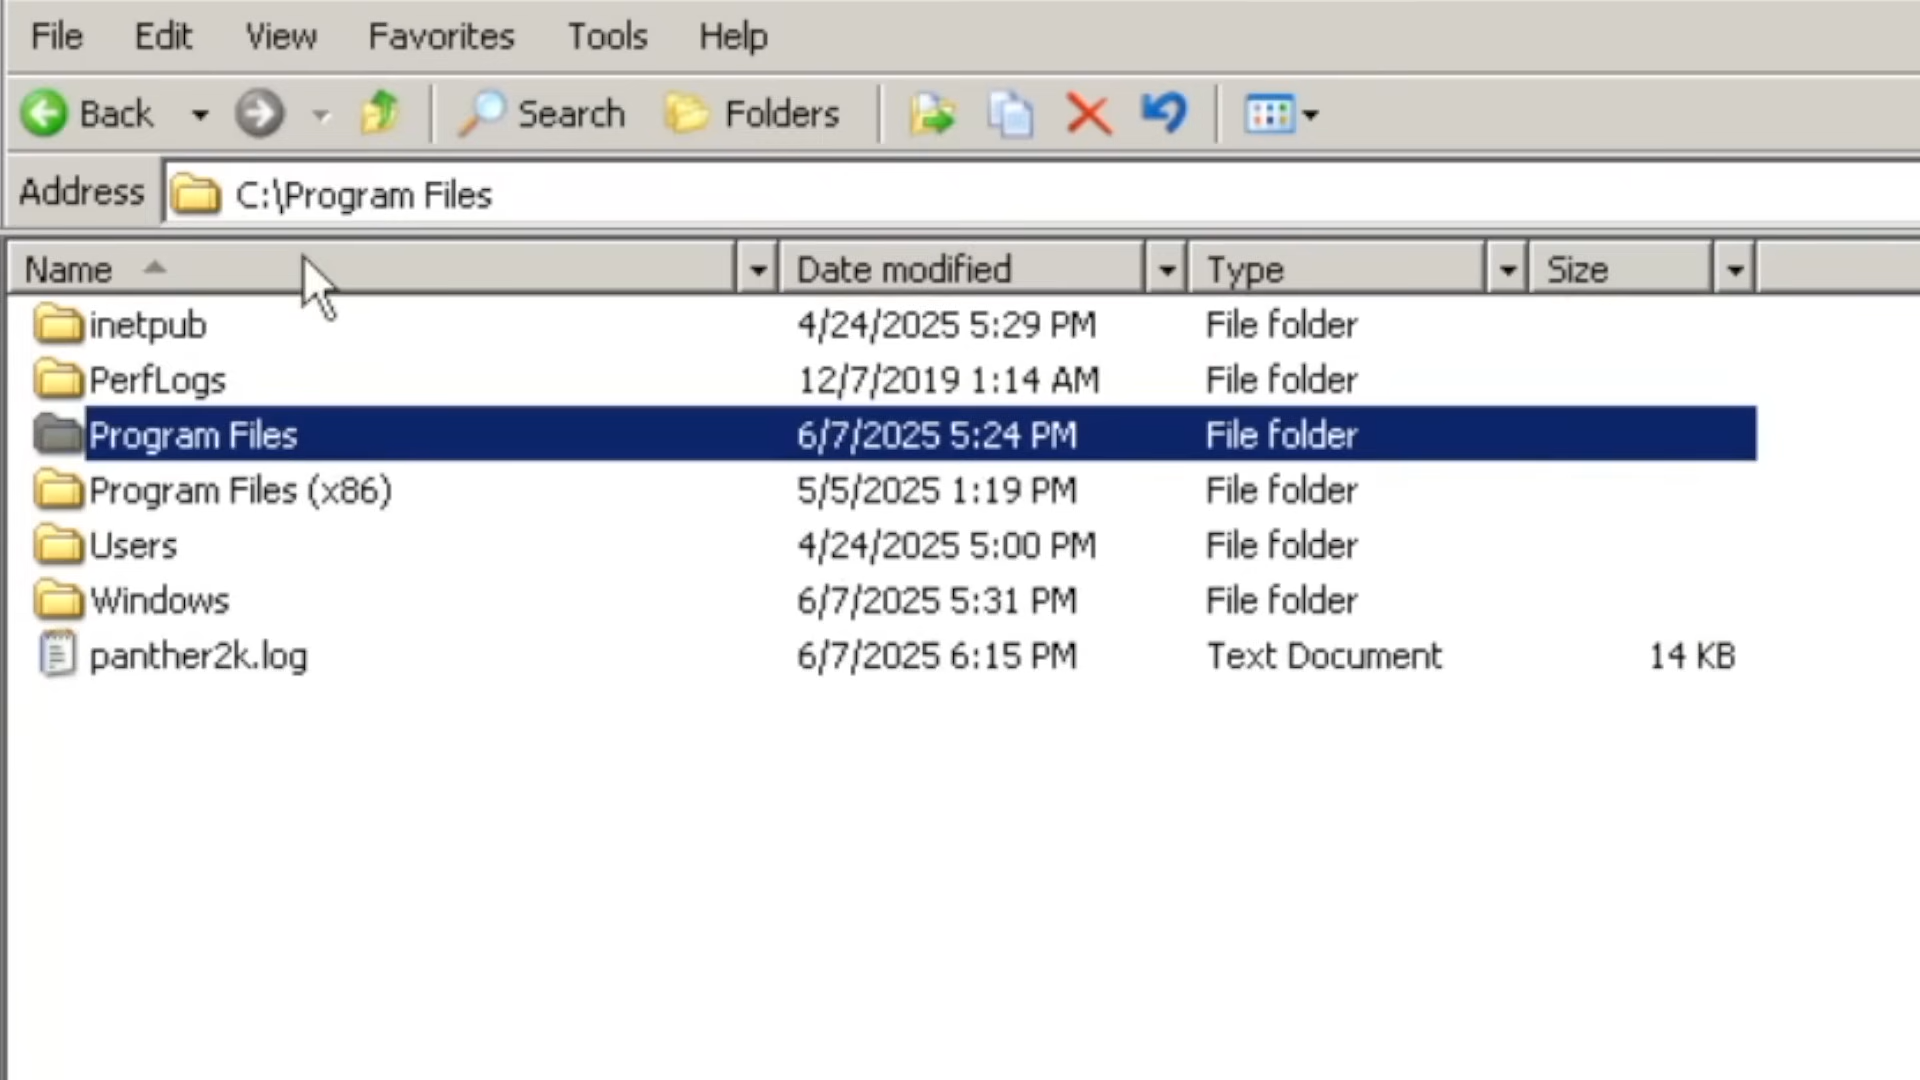 File Edit View Favorites Tools Help
Back Search Folders
Address C:\Program Files
Name Date modified Type Size
inetpub 4/24/2025 5:29 PM File folder
PerfLogs 12/7/2019 1:14 AM File folder
Program Files 6/7/2025 5:24 PM File folder
Program Files (x86) 5/5/2025 1:19 PM File folder
Users 4/24/2025 5:00 PM File folder
Windows 6/7/2025 5:31 PM File folder
panther2k.log 6/7/2025 6:15 PM Text Document 14 KB